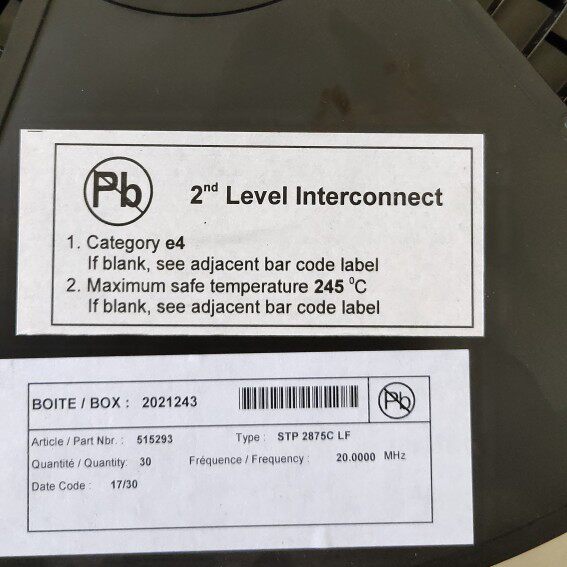 Pb
2nd Level Interconnect
1. Category e4
If blank, see adjacent bar code label
2. Maximum safe temperature 245 °C
If blank, see adjacent bar code label
BOITE / BOX : 2021243
Pb
Article / Part Nbr. : 515293 Type : STP 2875C LF
Quantité / Quantity: 30 Fréquence / Frequency : 20.0000 MHz
Date Code : 17/30